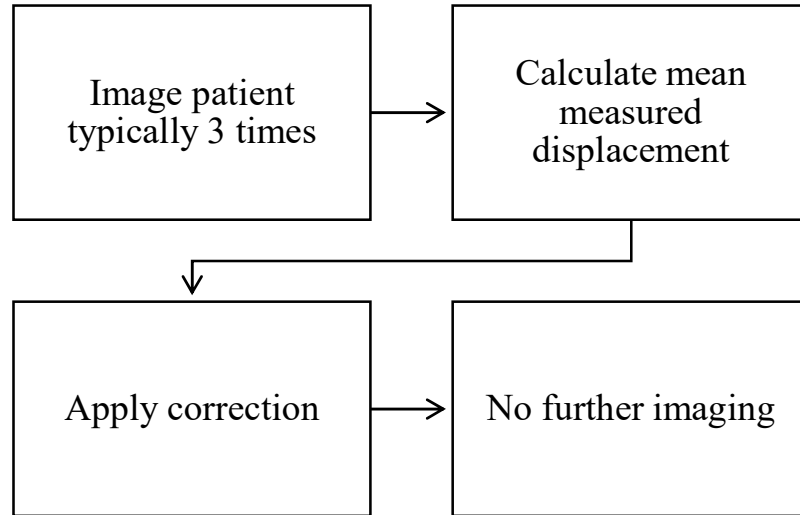 Image patient
typically 3 times
Calculate mean
measured
displacement
Apply correction
No further imaging